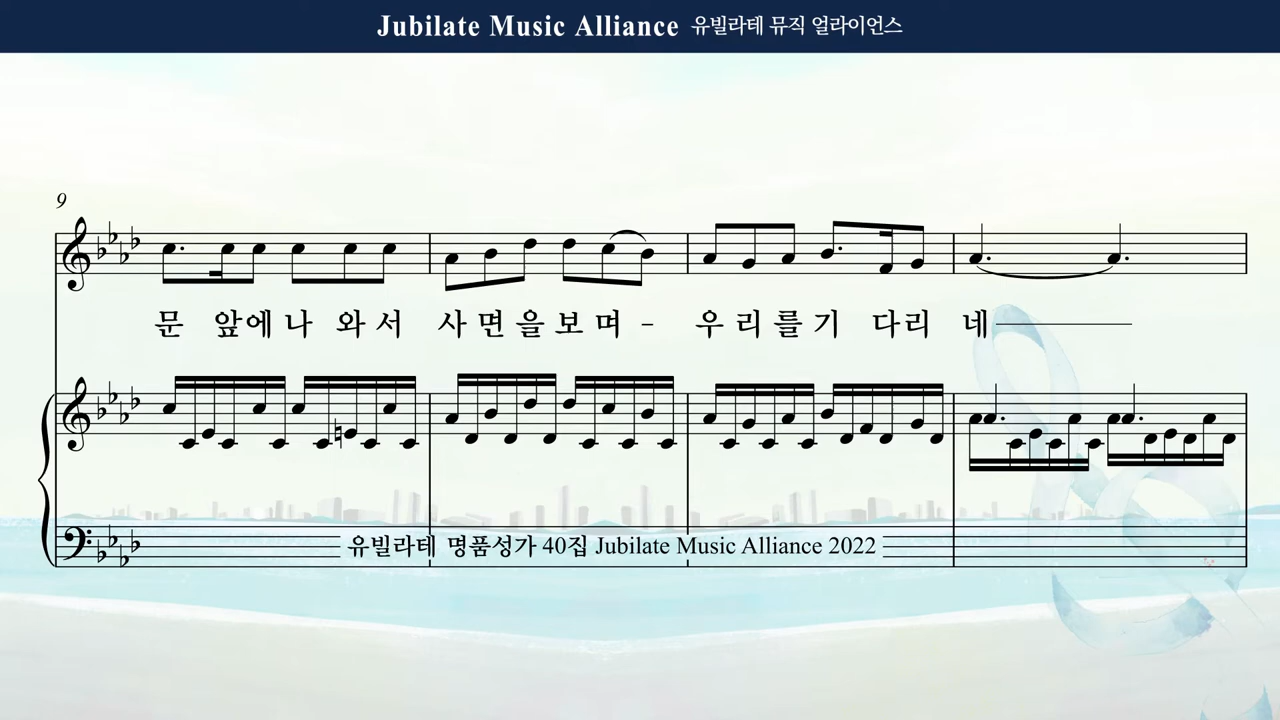 Jubilate Music Alliance 유빌라테 뮤직 얼라이언스
9
문 앞에 나 와 서 사 면 을 보 며 - 우 리 를 기 다 리 네
유빌라테 명품성가 40집 Jubilate Music Alliance 2022